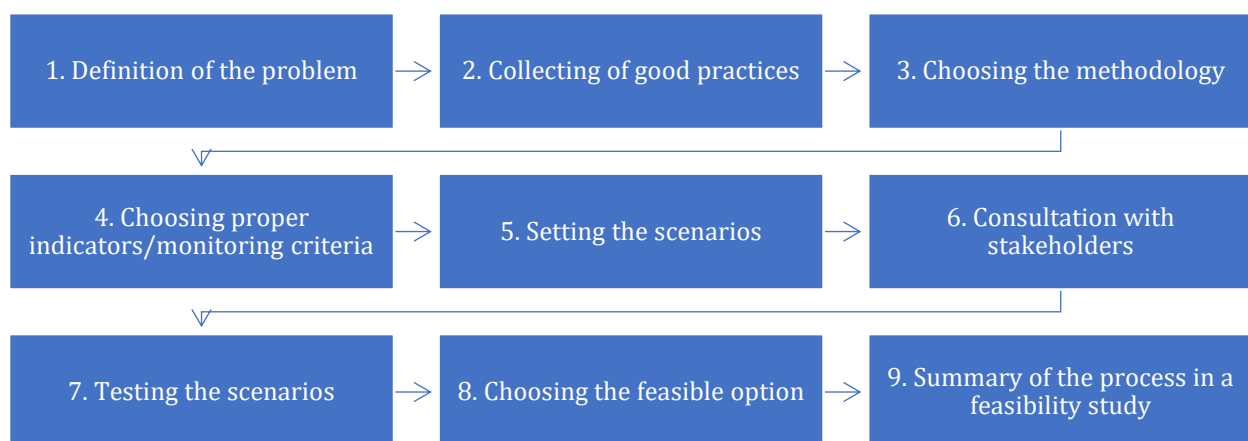 1. Definition of the problem
2. Collecting of good practices
3. Choosing the methodology
4. Choosing proper
indicators/monitoring criteria
5. Setting the scenarios
6. Consultation with
stakeholders
7. Testing the scenarios
8. Choosing the feasible option
9. Summary of the process in a
feasibility study